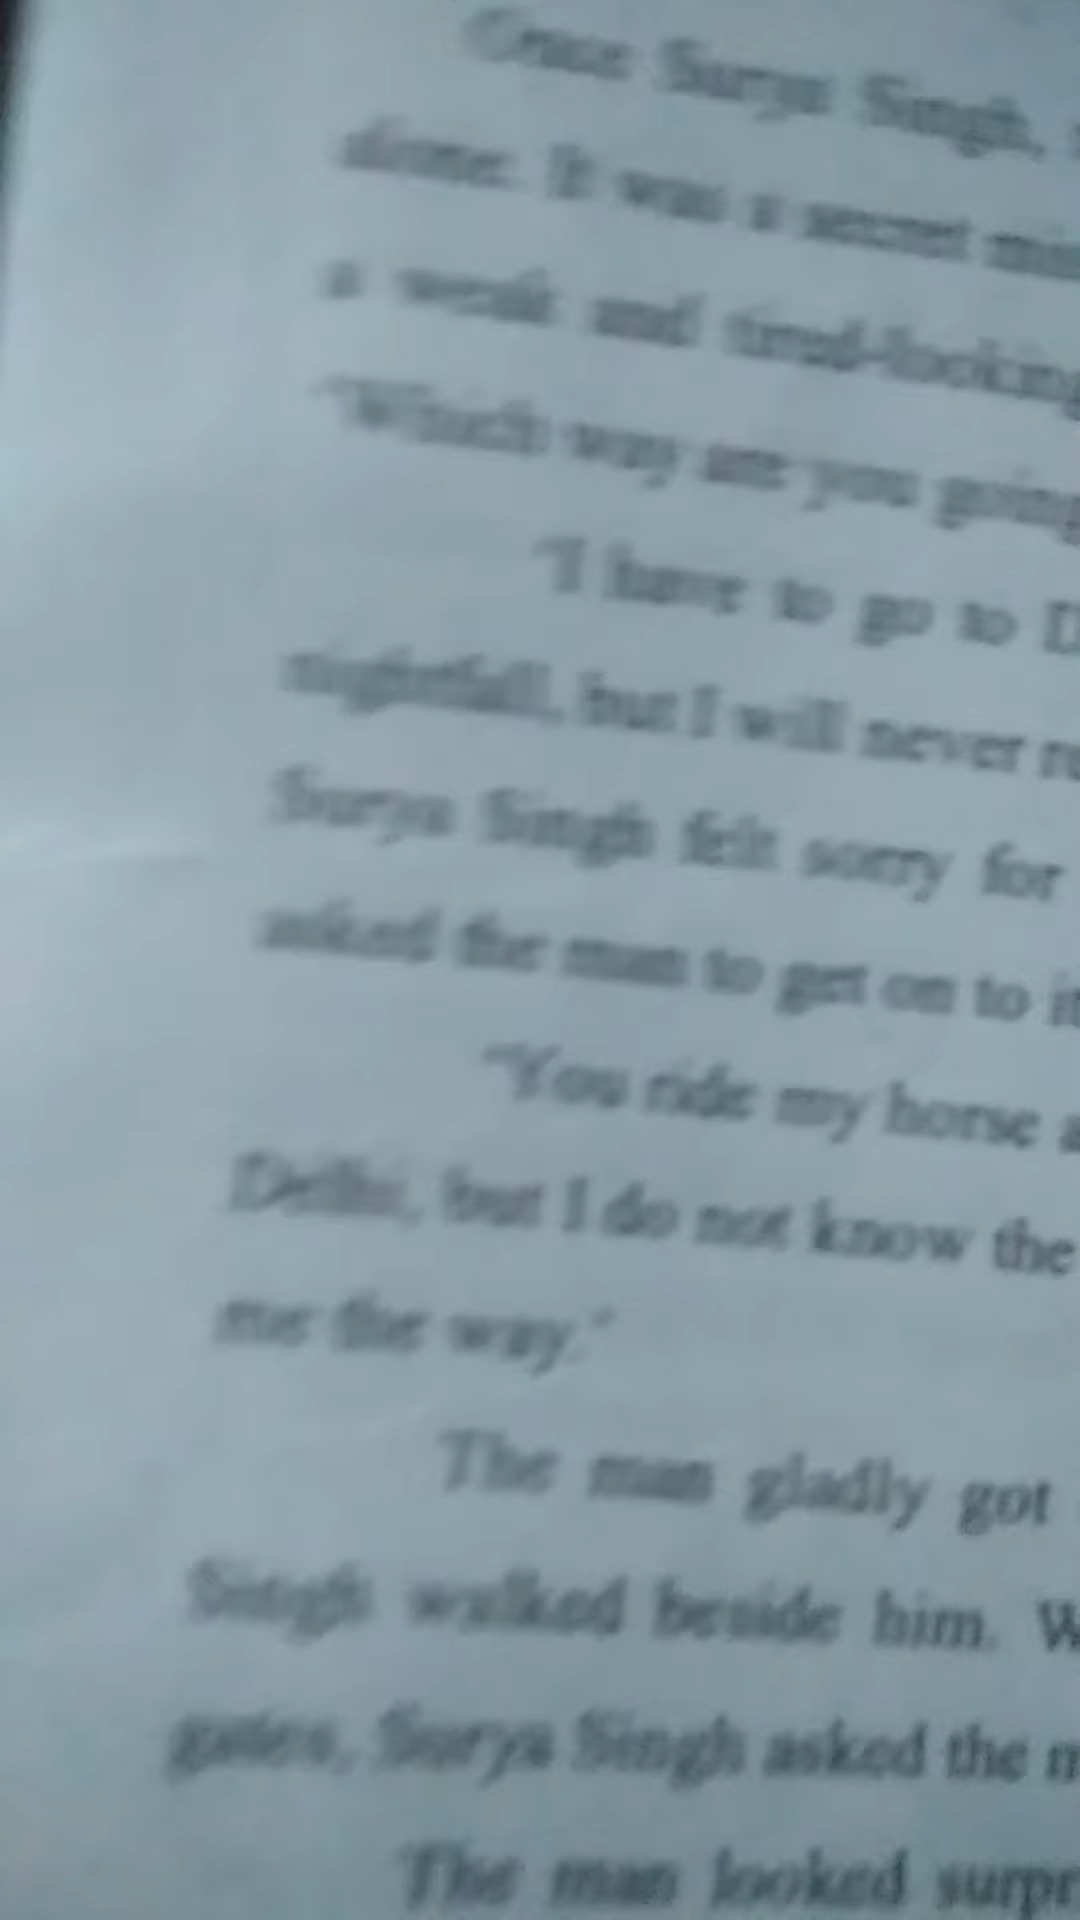 Once Surya Singh,
alone. It was a secret
a weak and tired-looking
"Which way are you going
"I have to go to
nightfall, but I will never
Surya Singh felt sorry for
asked the man to get on to
"You ride my horse
Delhi, but I do not know the
me the way."
The man gladly got
Singh walked beside him.
gates, Surya Singh asked the
The man looked